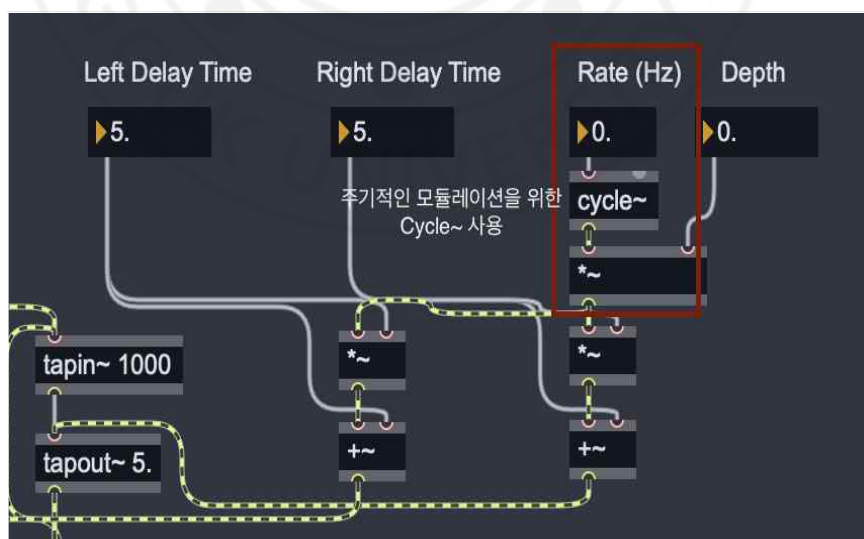 Left Delay Time
Right Delay Time
Rate (Hz)
Depth
5.
5.
0.
0.
주기적인 모듈레이션을 위한
Cycle~ 사용
cycle~
*~
tapin~ 1000
*~
*~
tapout~ 5.
+~
+~